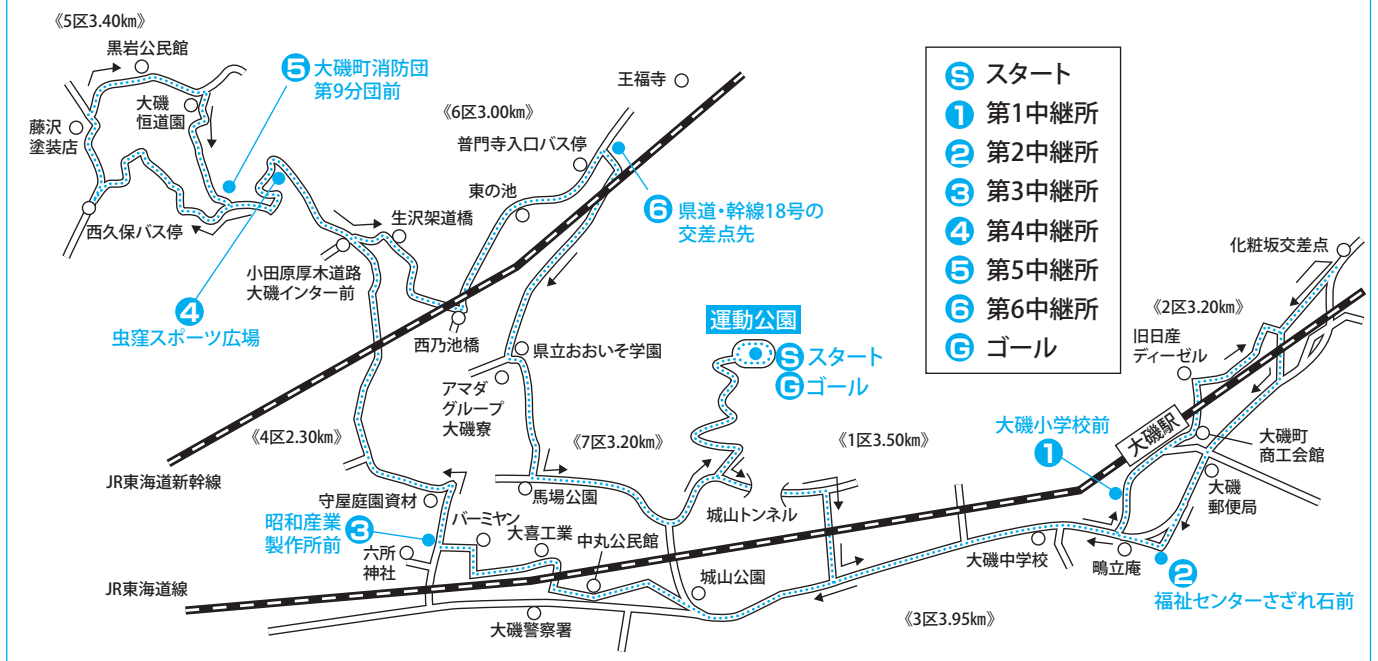 《5区3.40㎞》
黒岩公民館
5 大磯町消防団
第9分団前
大磯
恒道園
藤沢
塗装店
西久保バス停
《6区3.00㎞》
王福寺
普門寺入口バス停
東の池
生沢架道橋
6 県道・幹線18号の
交差点先
小田原厚木道路
大磯インター前
4
虫窪スポーツ広場
西乃池橋
運動公園
S スタート
G ゴール
県立おおいそ学園
アマダ
グループ
大磯寮
S スタート
1 第1中継所
2 第2中継所
3 第3中継所
4 第4中継所
5 第5中継所
6 第6中継所
G ゴール
化粧坂交差点
《2区3.20㎞》
旧日産
ディーゼル
大磯駅
大磯小学校前
1
大磯町
商工会館
大磯
郵便局
《4区2.30㎞》
《7区3.20㎞》
《1区3.50㎞》
JR東海道新幹線
守屋庭園資材
馬場公園
城山トンネル
昭和産業
製作所前
3
バーミヤン
大喜工業
中丸公民館
六所
神社
JR東海道線
城山公園
大磯警察署
大磯中学校
鴫立庵
2
福祉センターさざれ石前
《3区3.95㎞》